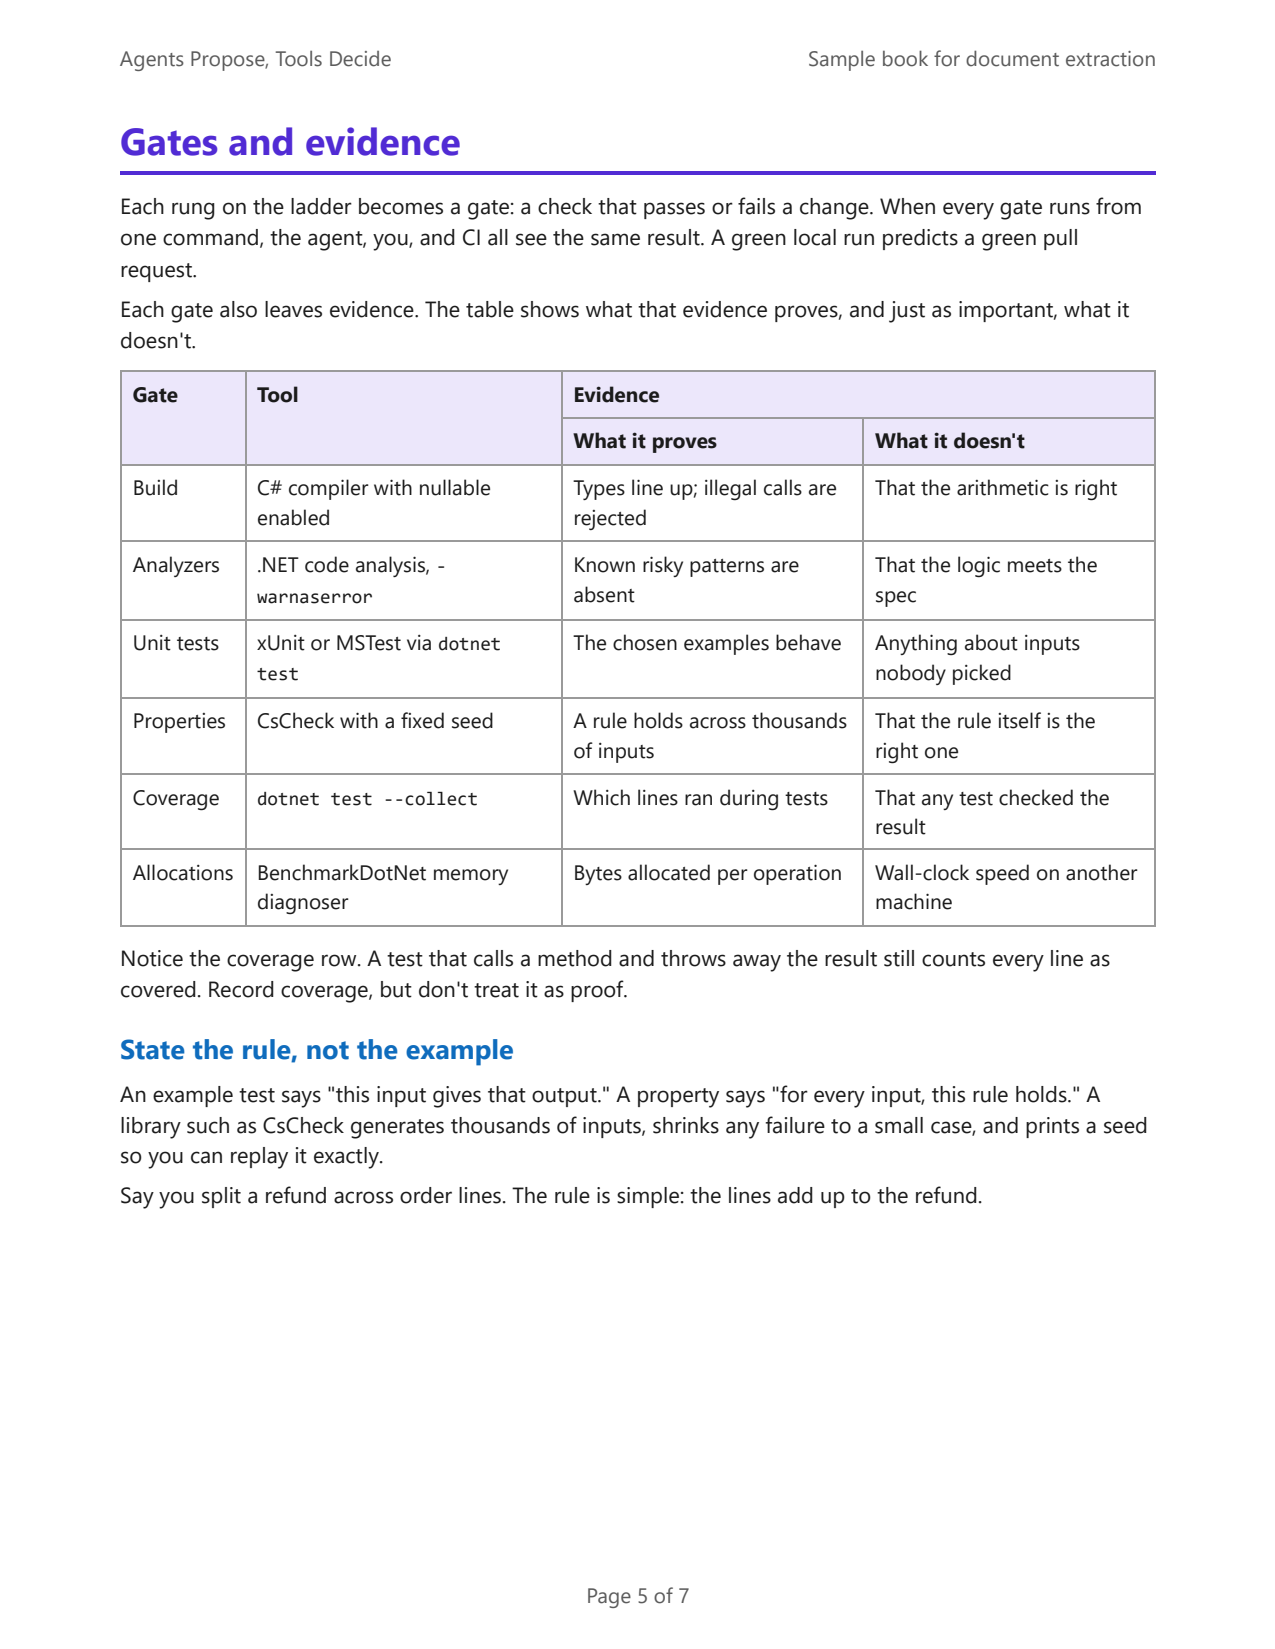 Agents Propose, Tools Decide
Sample book for document extraction
Gates and evidence
Each rung on the ladder becomes a gate: a check that passes or fails a change. When every gate runs from
one command, the agent, you, and CI all see the same result. A green local run predicts a green pull
request.
Each gate also leaves evidence. The table shows what that evidence proves, and just as important, what it
doesn't.
Gate
Tool
Evidence
What it proves
What it doesn't
Build
C# compiler with nullable
enabled
Types line up; illegal calls are
rejected
That the arithmetic is right
Analyzers
.NET code analysis, -
warnaserror
Known risky patterns are
absent
That the logic meets the
spec
Unit tests
xUnit or MSTest via dotnet
test
The chosen examples behave
Anything about inputs
nobody picked
Properties
CsCheck with a fixed seed
A rule holds across thousands
of inputs
That the rule itself is the
right one
Coverage
dotnet test --collect
Which lines ran during tests
That any test checked the
result
Allocations
BenchmarkDotNet memory
diagnoser
Bytes allocated per operation
Wall-clock speed on another
machine
Notice the coverage row. A test that calls a method and throws away the result still counts every line as
covered. Record coverage, but don't treat it as proof.
State the rule, not the example
An example test says "this input gives that output." A property says "for every input, this rule holds." A
library such as CsCheck generates thousands of inputs, shrinks any failure to a small case, and prints a seed
so you can replay it exactly.
Say you split a refund across order lines. The rule is simple: the lines add up to the refund.
Page 5 of 7